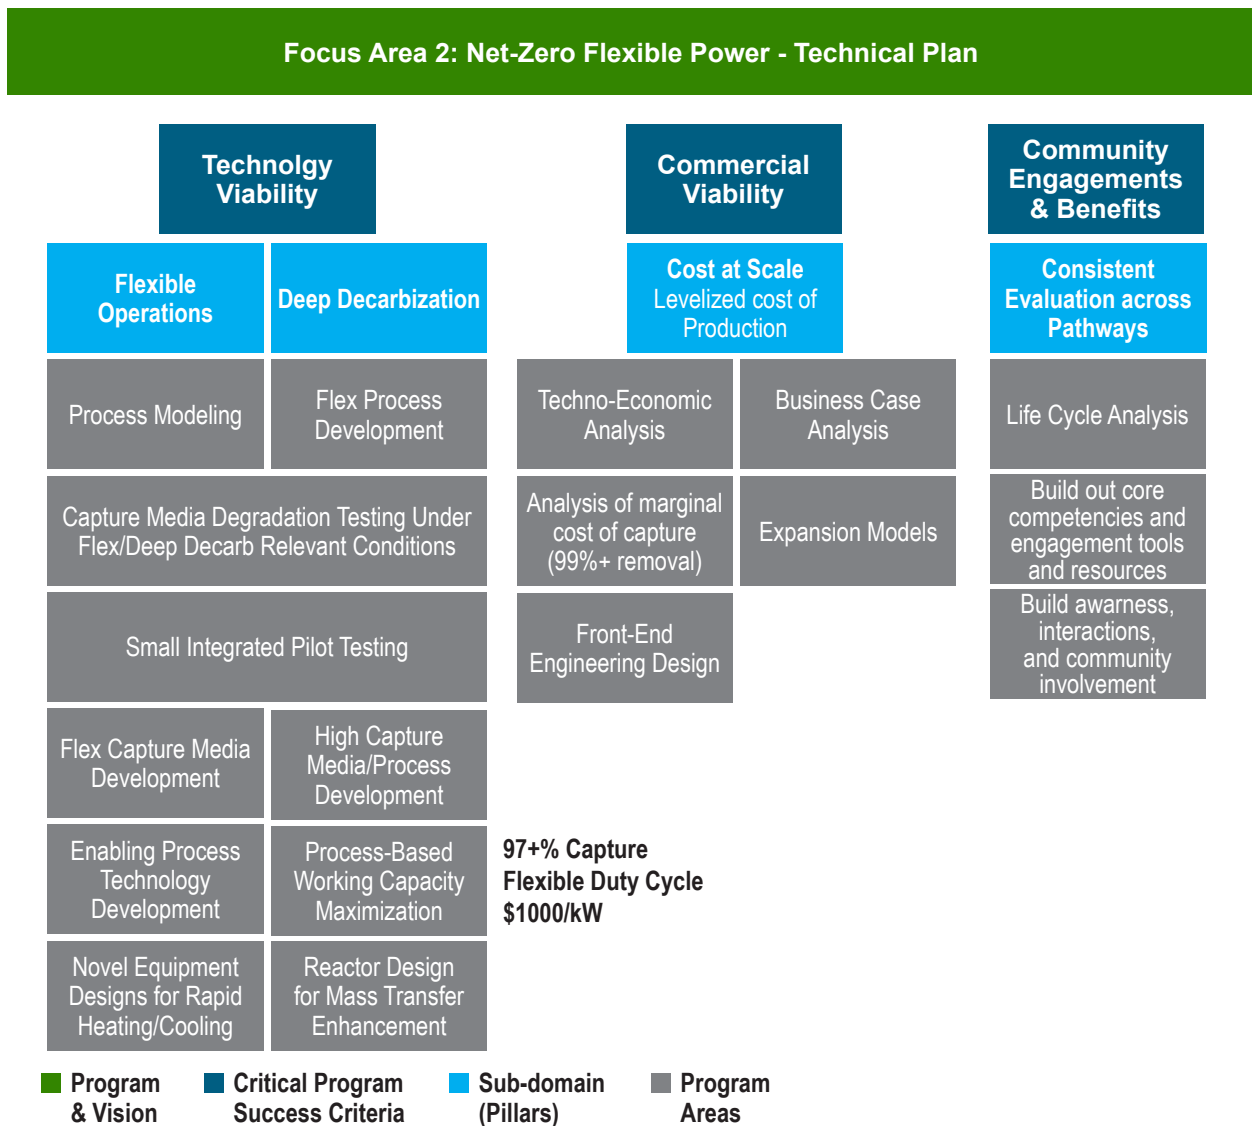 Focus Area 2: Net-Zero Flexible Power - Technical Plan
Technolgy
Viability
Flexible
Operations
Deep Decarbization
Process Modeling
Flex Process
Development
Capture Media Degradation Testing Under
Flex/Deep Decarb Relevant Conditions
Small Integrated Pilot Testing
Flex Capture Media
Development
High Capture
Media/Process
Development
Enabling Process
Technology
Development
Process-Based
Working Capacity
Maximization
Novel Equipment
Designs for Rapid
Heating/Cooling
Reactor Design
for Mass Transfer
Enhancement
Commercial
Viability
Cost at Scale
Levelized cost of
Production
Techno-Economic
Analysis
Business Case
Analysis
Analysis of marginal
cost of capture
(99%+ removal)
Expansion Models
Front-End
Engineering Design
97+% Capture
Flexible Duty Cycle
$1000/kW
Community
Engagements
& Benefits
Consistent
Evaluation across
Pathways
Life Cycle Analysis
Build out core
competencies and
engagement tools
and resources
Build awarness,
interactions,
and community
involvement
Program
& Vision
Critical Program
Success Criteria
Sub-domain
(Pillars)
Program
Areas